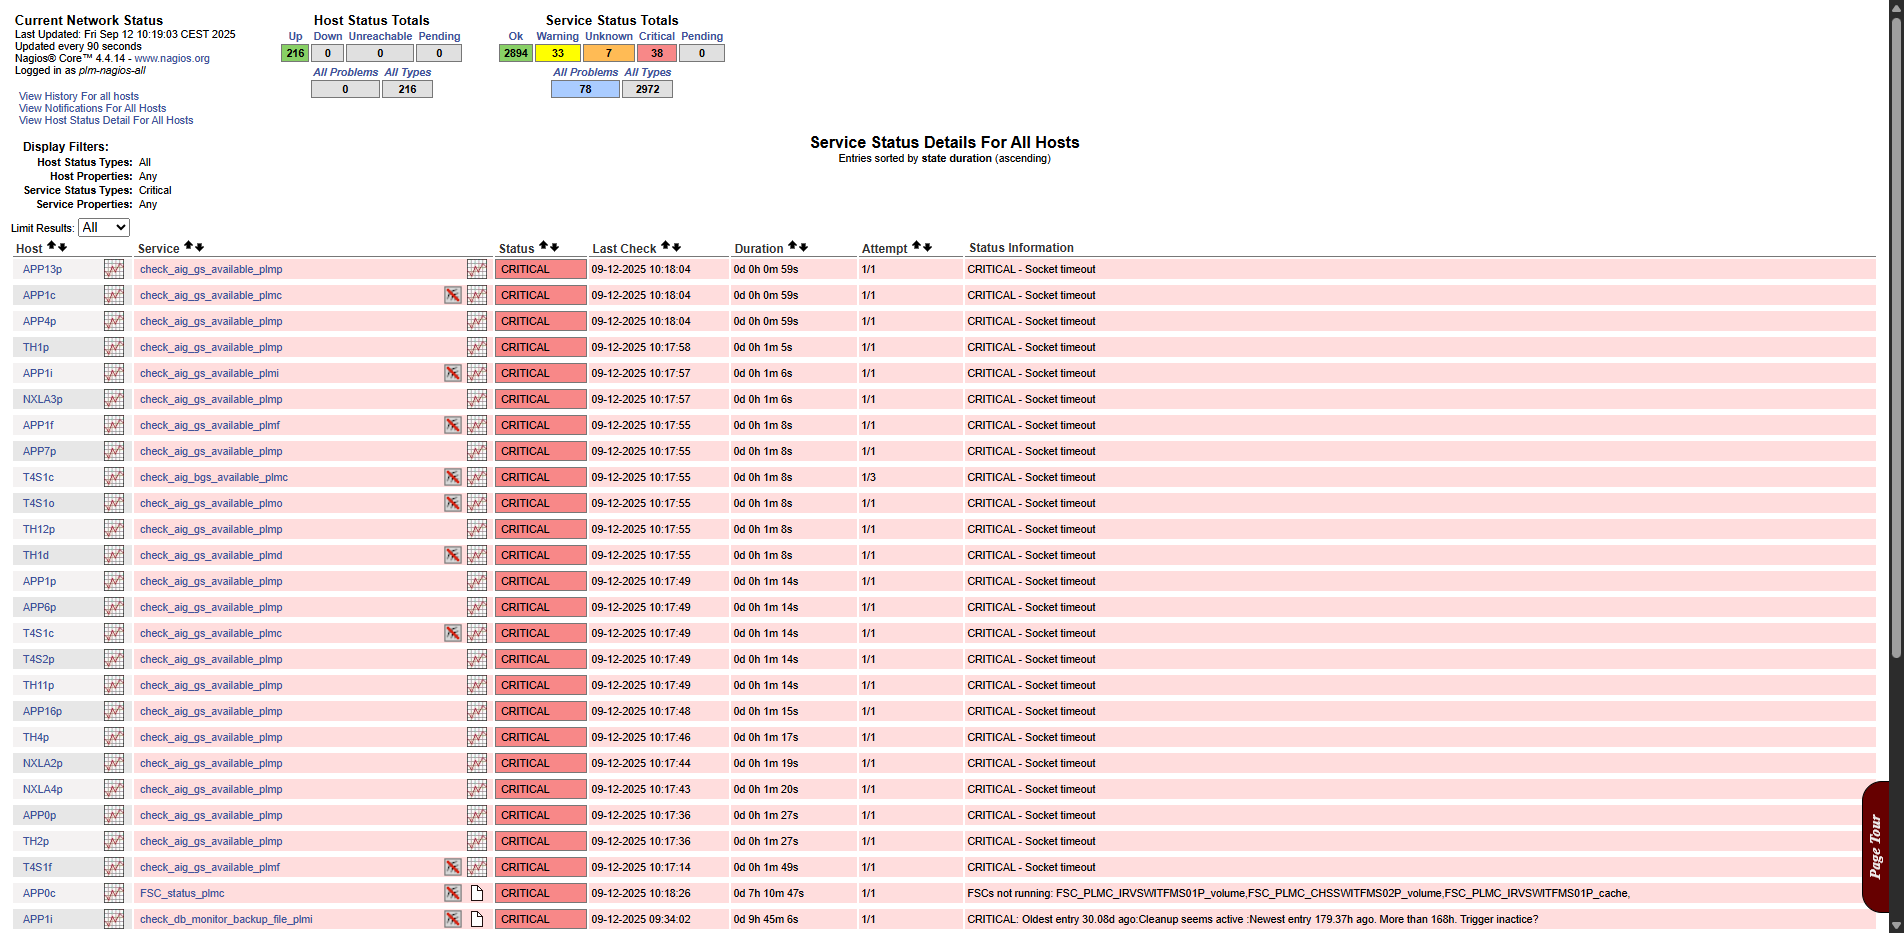 Current Network Status
Last Updated: Fri Sep 12 10:19:03 CEST 2025
Updated every 90 seconds
Nagios® Core™ 4.4.14 - www.nagios.org
Logged in as plm-nagios-all
View History For all hosts
View Notifications For All Hosts
View Host Status Detail For All Hosts
Host Status Totals
Up Down Unreachable Pending
216 0 0 0
All Problems All Types
0 216
Service Status Totals
Ok Warning Unknown Critical Pending
2894 33 7 38 0
All Problems All Types
78 2972
Display Filters:
Host Status Types: All
Host Properties: Any
Service Status Types: Critical
Service Properties: Any
Service Status Details For All Hosts
Entries sorted by state duration (ascending)
Limit Results: All
Host Service Status Last Check Duration Attempt Status Information
APP13p check_aig_gs_available_plmp CRITICAL 09-12-2025 10:18:04 0d 0h 0m 59s 1/1 CRITICAL - Socket timeout
APP1c check_aig_gs_available_plmc CRITICAL 09-12-2025 10:18:04 0d 0h 0m 59s 1/1 CRITICAL - Socket timeout
APP4p check_aig_gs_available_plmp CRITICAL 09-12-2025 10:18:04 0d 0h 0m 59s 1/1 CRITICAL - Socket timeout
TH1p check_aig_gs_available_plmp CRITICAL 09-12-2025 10:17:58 0d 0h 1m 5s 1/1 CRITICAL - Socket timeout
APP1i check_aig_gs_available_plmi CRITICAL 09-12-2025 10:17:57 0d 0h 1m 6s 1/1 CRITICAL - Socket timeout
NXLA3p check_aig_gs_available_plmp CRITICAL 09-12-2025 10:17:57 0d 0h 1m 6s 1/1 CRITICAL - Socket timeout
APP1f check_aig_gs_available_plmf CRITICAL 09-12-2025 10:17:55 0d 0h 1m 8s 1/1 CRITICAL - Socket timeout
APP7p check_aig_gs_available_plmp CRITICAL 09-12-2025 10:17:55 0d 0h 1m 8s 1/1 CRITICAL - Socket timeout
T4S1c check_aig_bgs_available_plmc CRITICAL 09-12-2025 10:17:55 0d 0h 1m 8s 1/3 CRITICAL - Socket timeout
T4S1o check_aig_gs_available_plmo CRITICAL 09-12-2025 10:17:55 0d 0h 1m 8s 1/1 CRITICAL - Socket timeout
TH12p check_aig_gs_available_plmp CRITICAL 09-12-2025 10:17:55 0d 0h 1m 8s 1/1 CRITICAL - Socket timeout
TH1d check_aig_gs_available_plmd CRITICAL 09-12-2025 10:17:55 0d 0h 1m 8s 1/1 CRITICAL - Socket timeout
APP1p check_aig_gs_available_plmp CRITICAL 09-12-2025 10:17:49 0d 0h 1m 14s 1/1 CRITICAL - Socket timeout
APP6p check_aig_gs_available_plmp CRITICAL 09-12-2025 10:17:49 0d 0h 1m 14s 1/1 CRITICAL - Socket timeout
T4S1c check_aig_gs_available_plmc CRITICAL 09-12-2025 10:17:49 0d 0h 1m 14s 1/1 CRITICAL - Socket timeout
T4S2p check_aig_gs_available_plmp CRITICAL 09-12-2025 10:17:49 0d 0h 1m 14s 1/1 CRITICAL - Socket timeout
TH11p check_aig_gs_available_plmp CRITICAL 09-12-2025 10:17:49 0d 0h 1m 14s 1/1 CRITICAL - Socket timeout
APP16p check_aig_gs_available_plmp CRITICAL 09-12-2025 10:17:48 0d 0h 1m 15s 1/1 CRITICAL - Socket timeout
TH4p check_aig_gs_available_plmp CRITICAL 09-12-2025 10:17:46 0d 0h 1m 17s 1/1 CRITICAL - Socket timeout
NXLA2p check_aig_gs_available_plmp CRITICAL 09-12-2025 10:17:44 0d 0h 1m 19s 1/1 CRITICAL - Socket timeout
NXLA4p check_aig_gs_available_plmp CRITICAL 09-12-2025 10:17:43 0d 0h 1m 20s 1/1 CRITICAL - Socket timeout
APP0p check_aig_gs_available_plmp CRITICAL 09-12-2025 10:17:36 0d 0h 1m 27s 1/1 CRITICAL - Socket timeout
TH2p check_aig_gs_available_plmp CRITICAL 09-12-2025 10:17:36 0d 0h 1m 27s 1/1 CRITICAL - Socket timeout
T4S1f check_aig_gs_available_plmf CRITICAL 09-12-2025 10:17:14 0d 0h 1m 49s 1/1 CRITICAL - Socket timeout
APP0c FSC_status_plmc CRITICAL 09-12-2025 10:18:26 0d 7h 10m 47s 1/1 FSCs not running: FSC_PLMC_IRVSWITFMS01P_volume,FSC_PLMC_CHSSWITFMS02P_volume,FSC_PLMC_IRVSWITFMS01P_cache,
APP1i check_db_monitor_backup_file_plmi CRITICAL 09-12-2025 09:34:02 0d 9h 45m 6s 1/1 CRITICAL: Oldest entry 30.08d ago:Cleanup seems active :Newest entry 179.37h ago. More than 168h. Trigger inactice?
Page Tour